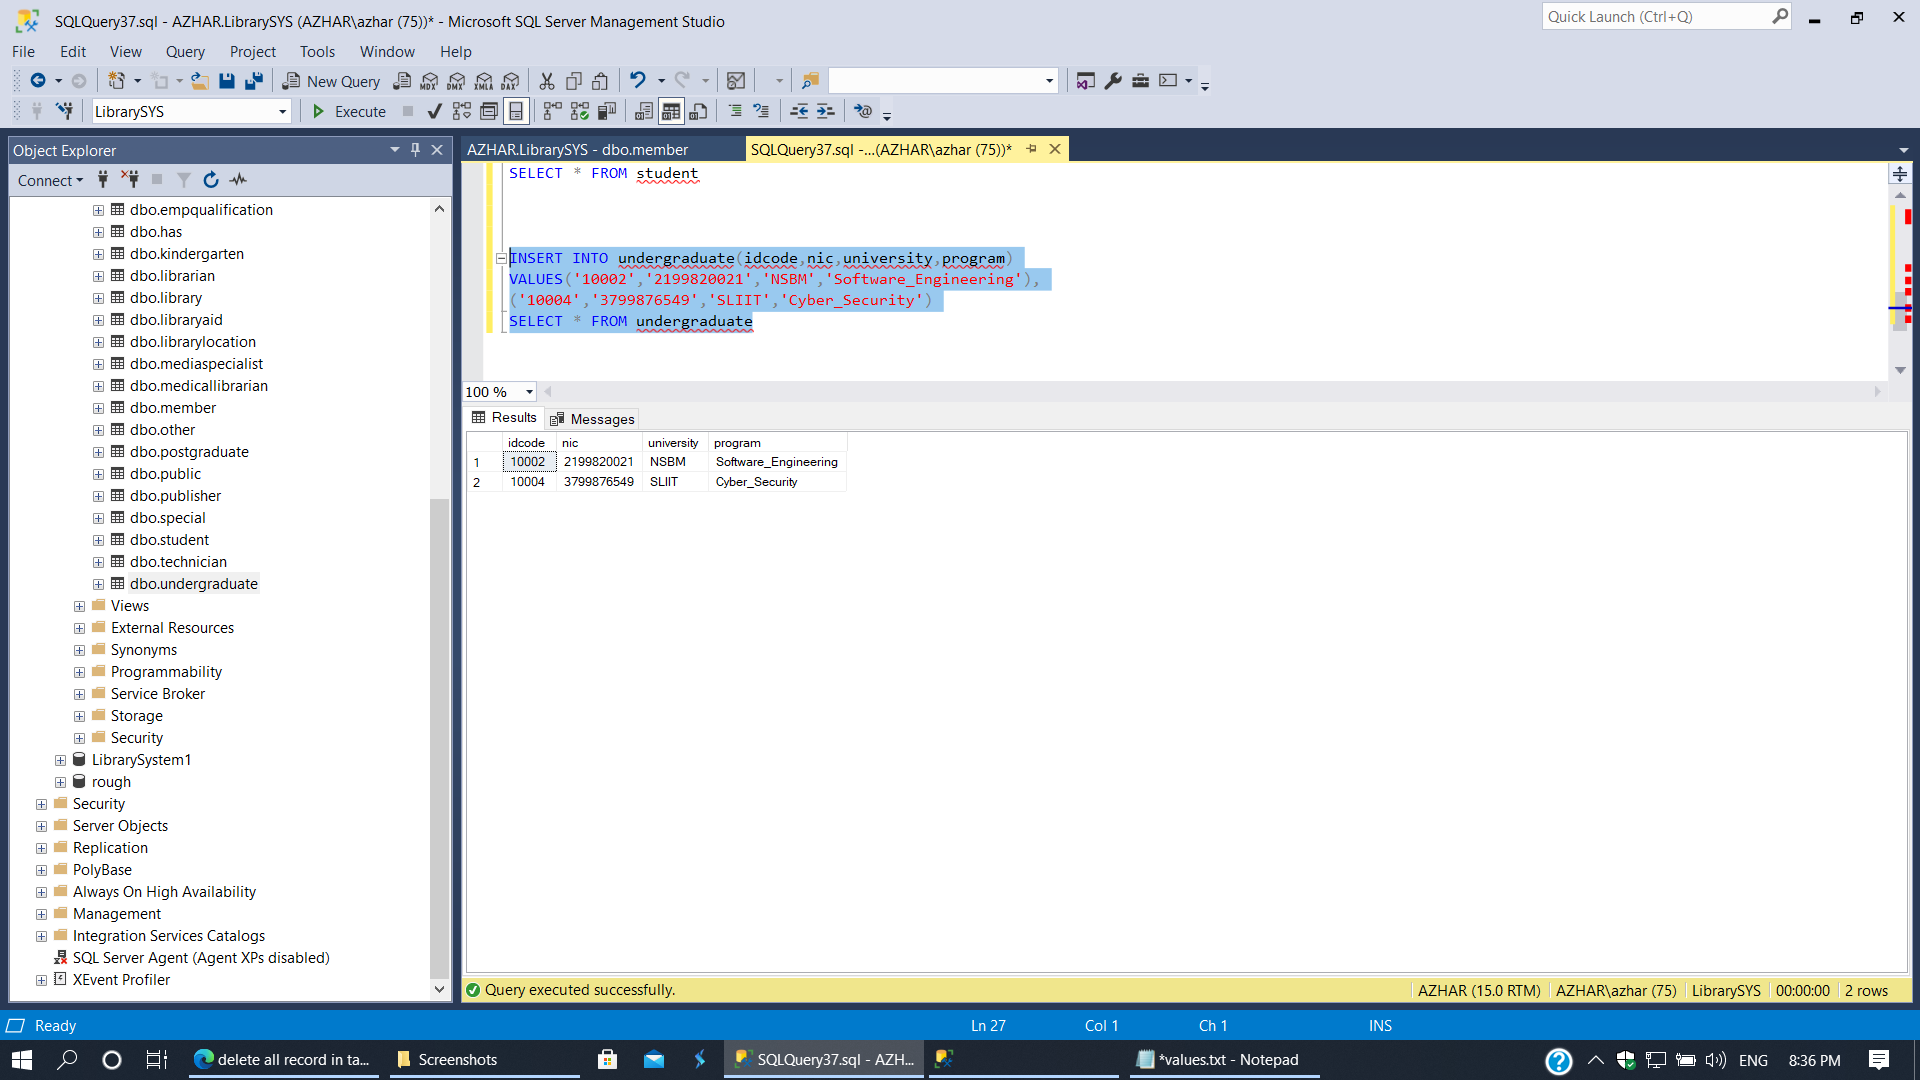 SQLQuery37.sql - AZHAR.LibrarySYS (AZHAR\azhar (75))* - Microsoft SQL Server Management Studio
Quick Launch (Ctrl+Q)
File Edit View Query Project Tools Window Help
New Query MDX DMX XMLA DAX
LibrarySYS Execute
Object Explorer
Connect
dbo.empqualification
dbo.has
dbo.kindergarten
dbo.librarian
dbo.library
dbo.libraryaid
dbo.librarylocation
dbo.mediaspecialist
dbo.medicallibrarian
dbo.member
dbo.other
dbo.postgraduate
dbo.public
dbo.publisher
dbo.special
dbo.student
dbo.technician
dbo.undergraduate
Views
External Resources
Synonyms
Programmability
Service Broker
Storage
Security
LibrarySystem1
rough
Security
Server Objects
Replication
PolyBase
Always On High Availability
Management
Integration Services Catalogs
SQL Server Agent (Agent XPs disabled)
XEvent Profiler
AZHAR.LibrarySYS - dbo.member SQLQuery37.sql -...(AZHAR\azhar (75))*
SELECT * FROM student
INSERT INTO undergraduate(idcode,nic,university,program)
VALUES('10002','2199820021','NSBM','Software_Engineering'),
('10004','3799876549','SLIIT','Cyber_Security')
SELECT * FROM undergraduate
100 %
Results Messages
idcode nic university program
1 10002 2199820021 NSBM Software_Engineering
2 10004 3799876549 SLIIT Cyber_Security
Query executed successfully. AZHAR (15.0 RTM) AZHAR\azhar (75) LibrarySYS 00:00:00 2 rows
Ready Ln 27 Col 1 Ch 1 INS
delete all record in ta... Screenshots SQLQuery37.sql - AZH... *values.txt - Notepad ENG 8:36 PM